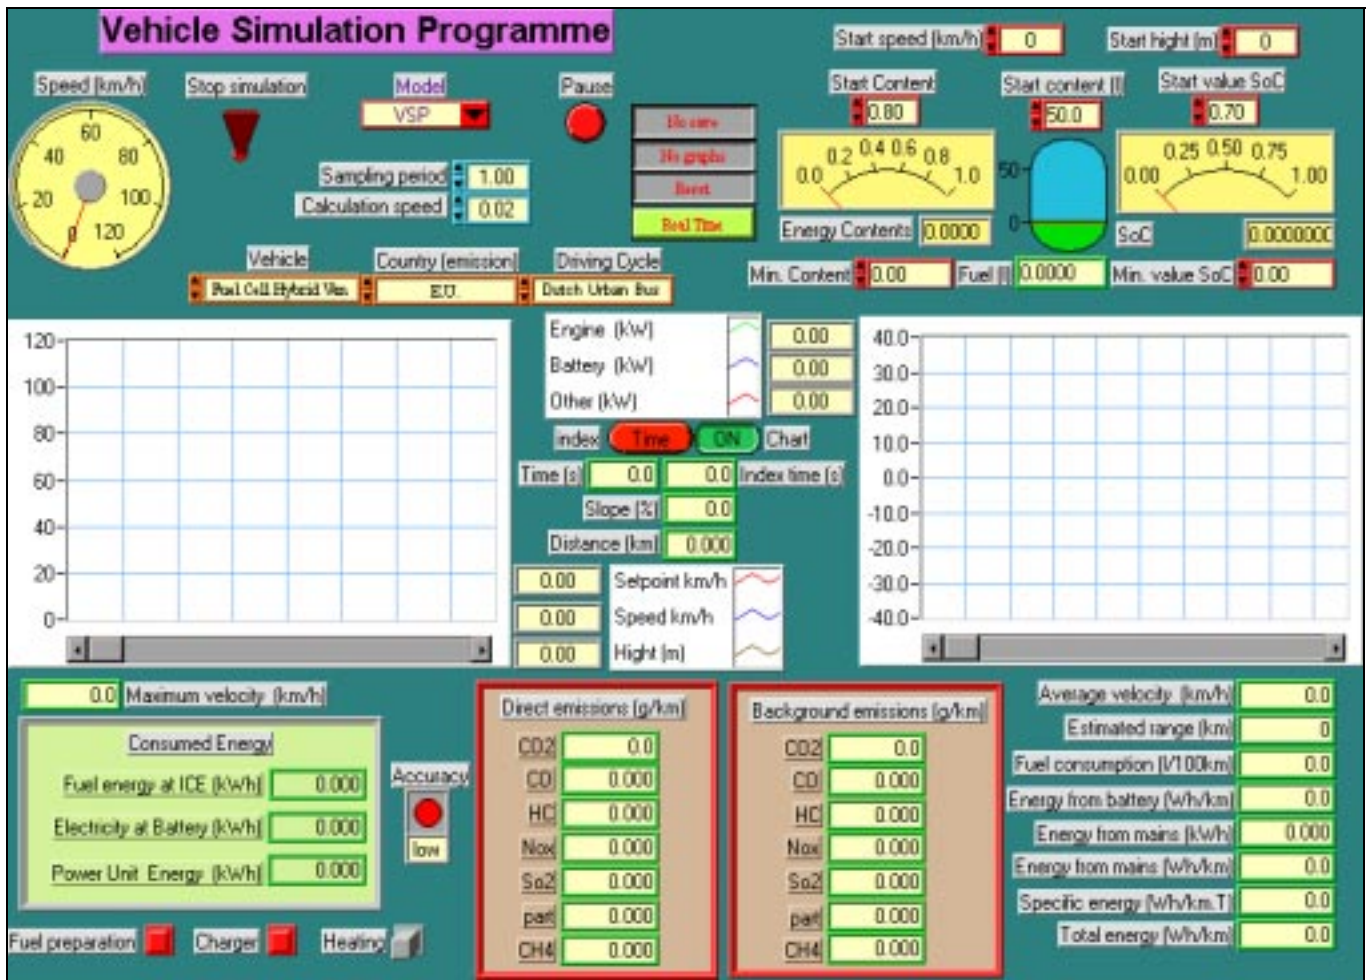 Vehicle Simulation Programme
Start speed (km/h) 0
Start hight (m) 0
Speed (km/h)
Stop simulation
Model
VSP
Pause
Start Content
0.80
Start content (l)
50.0
Start value SoC
0.70
0 20 40 60 80 100 120
Sampling period 1.00
Calculation speed 0.02
No save
No graphs
Reset
Real Time
0.0 0.2 0.4 0.6 0.8 1.0
50
0
0.00 0.25 0.50 0.75 1.00
Energy Contents 0.0000
SoC
Min. Content 0.00
Fuel (l) 0.0000
Min. value SoC 0.00
Vehicle
Fuel Cell Hybrid Van
Country (emission)
E.U.
Driving Cycle
Dutch Urban Bus
120
100
80
60
40
20
0
Engine (kW) 0.00
Battery (kW) 0.00
Other (kW) 0.00
index Time ON Chart
Time (s) 0.0 0.0 Index time (s)
Slope (%) 0.0
Distance (km) 0.000
0.00 Setpoint km/h
0.00 Speed km/h
0.00 Hight (m)
40.0
30.0
20.0
10.0
0.0
-10.0
-20.0
-30.0
-40.0
0.0 Maximum velocity (km/h)
Consumed Energy
Fuel energy at ICE (kWh) 0.000
Electricity at Battery (kWh) 0.000
Power Unit Energy (kWh) 0.000
Accuracy
low
Fuel preparation
Charger
Heating
Direct emissions (g/km)
CO2 0.0
CO 0.000
HC 0.000
Nox 0.000
So2 0.000
part 0.000
CH4 0.000
Background emissions (g/km)
CO2 0.0
CO 0.000
HC 0.000
Nox 0.000
So2 0.000
part 0.000
CH4 0.000
Average velocity (km/h) 0.0
Estimated range (km) 0
Fuel consumption (l/100km) 0.0
Energy from battery (Wh/km) 0.0
Energy from mains (kWh) 0.000
Energy from mains (Wh/km) 0.0
Specific energy (Wh/km.T) 0.0
Total energy (Wh/km) 0.0